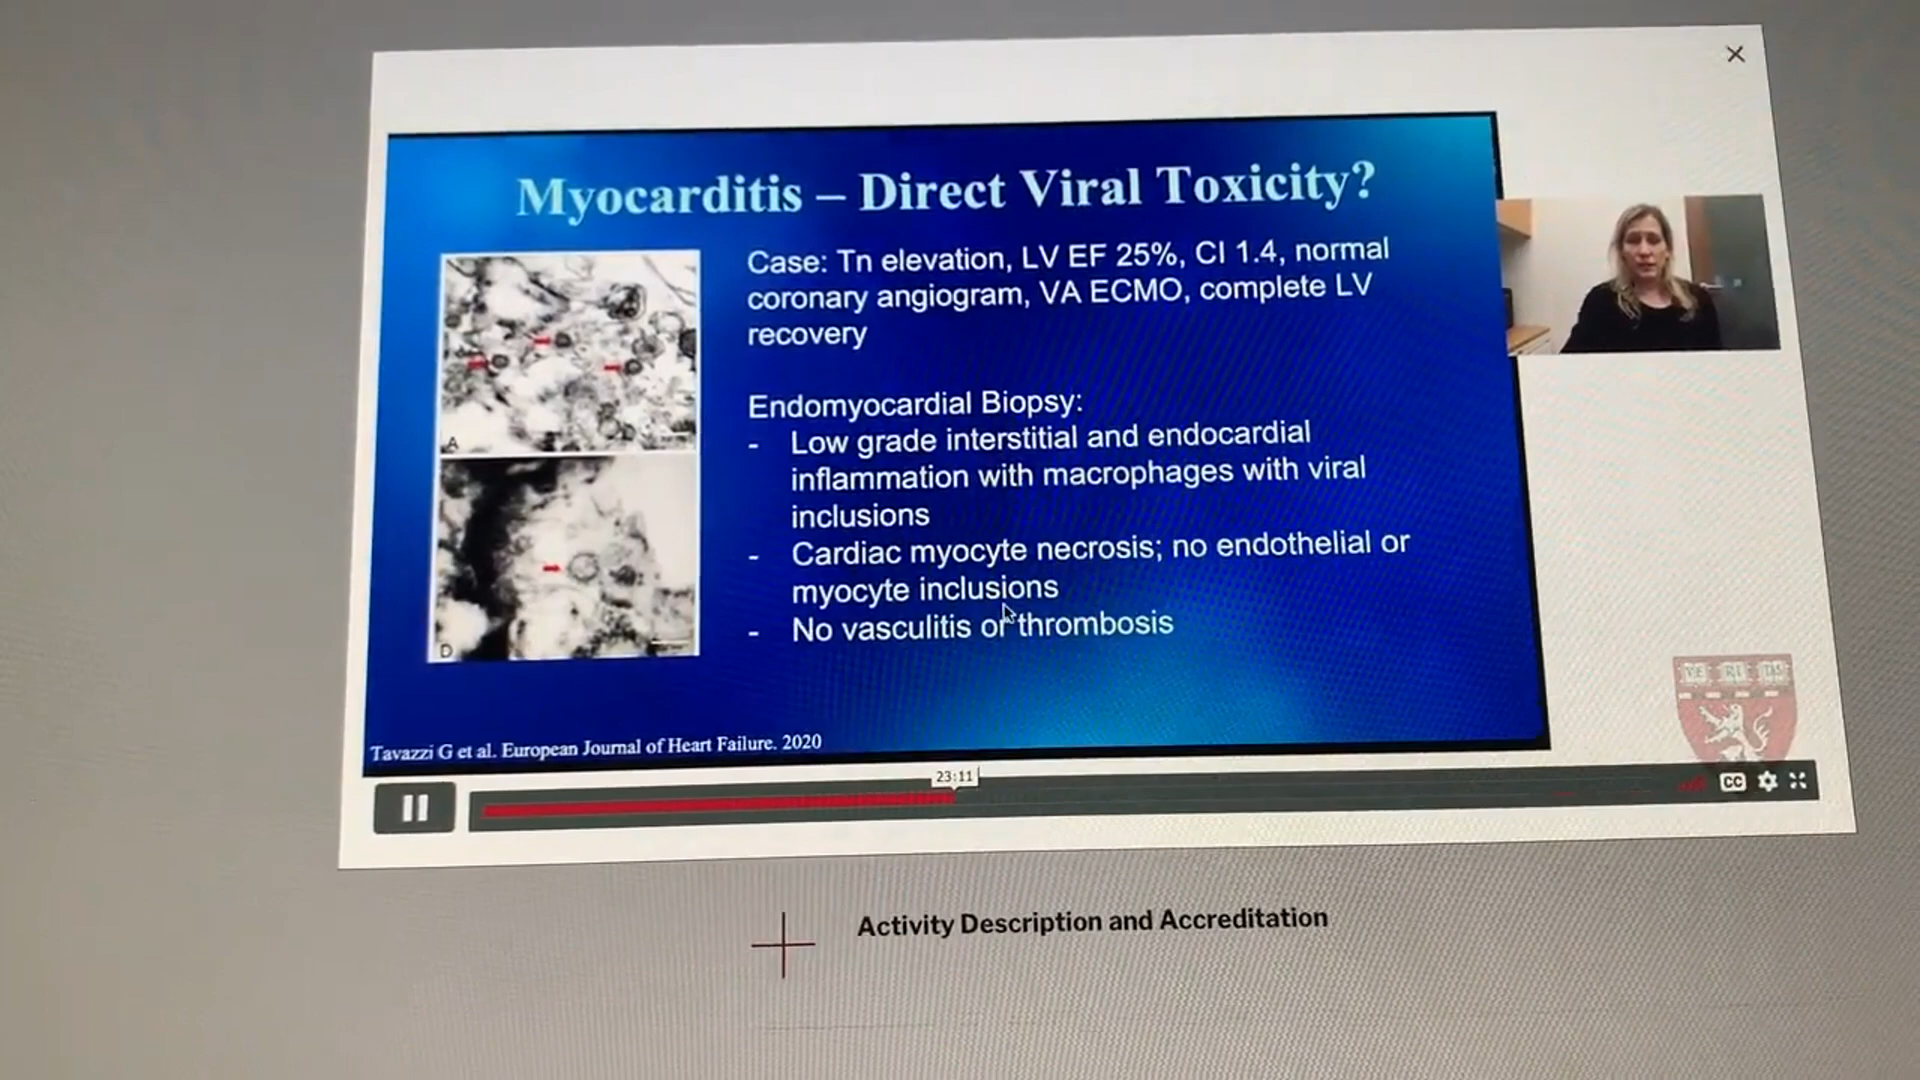 Myocarditis – Direct Viral Toxicity?
Case: Tn elevation, LV EF 25%, CI 1.4, normal
coronary angiogram, VA ECMO, complete LV
recovery
Endomyocardial Biopsy:
- Low grade interstitial and endocardial
inflammation with macrophages with viral
inclusions
- Cardiac myocyte necrosis; no endothelial or
myocyte inclusions
- No vasculitis or thrombosis
A
D
Tavazzi G et al. European Journal of Heart Failure. 2020
VE RI TAS
23:11
CC
Activity Description and Accreditation